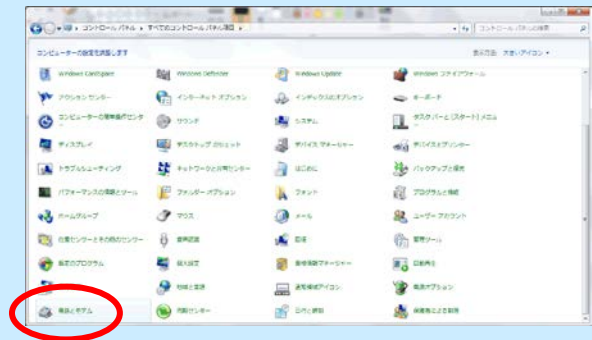 コントロール パネル ▸ すべてのコントロール パネル項目 ▸
コントロール パネルの検索
コンピューターの設定を調整します
表示方法: 大きいアイコン
Windows CardSpace
Windows Defender
Windows Update
Windows ファイアウォール
アクション センター
インターネット オプション
インデックスのオプション
キーボード
コンピューターの簡単操作センター
サウンド
システム
タスク バーと [スタート] メニュー
ディスプレイ
デスクトップ ガジェット
デバイス マネージャー
デバイスとプリンター
トラブルシューティング
ネットワークと共有センター
はじめに
バックアップと復元
パフォーマンスの情報とツール
フォルダー オプション
フォント
プログラムと機能
ホームグループ
マウス
メール
ユーザー アカウント
位置センサーとその他のセンサー
音声認識
回復
管理ツール
既定のプログラム
個人設定
資格情報マネージャー
自動再生
地域と言語
通知領域アイコン
電源オプション
電話とモデム
同期センター
日付と時刻
保護者による制限